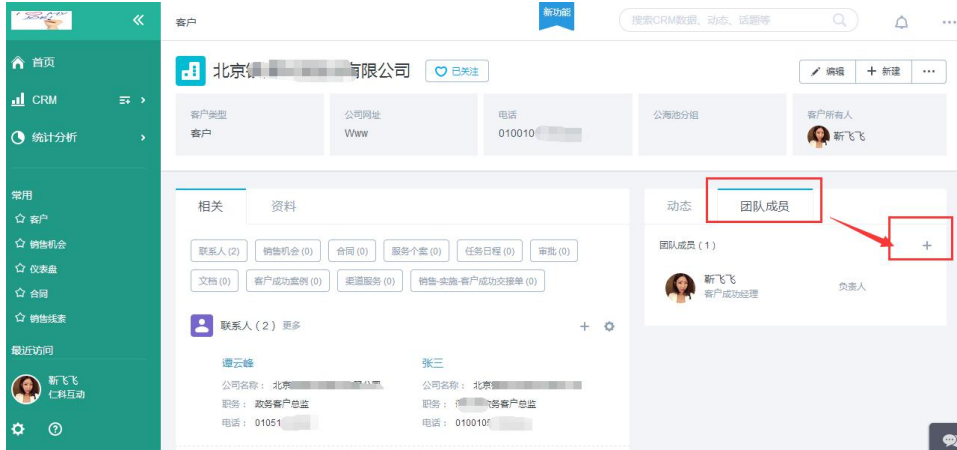 客户
新功能
搜索CRM数据、动态、话题等
首页
CRM
统计分析
常用
客户
销售机会
仪表盘
合同
销售线索
最近访问
靳飞飞
仁科互动
北京 有限公司
已关注
编辑
+ 新建
客户类型
客户
公司网址
Www
电话
010010
公海池分组
客户所有人
靳飞飞
相关
资料
联系人(2)
销售机会(0)
合同(0)
服务个案(0)
任务日程(0)
审批(0)
文档(0)
客户成功案例(0)
渠道服务(0)
销售-实施-客户成功交接单(0)
联系人(2) 更多
谭云峰
公司名称： 北京
职务： 政务客户总监
电话： 01051
张三
公司名称： 北京
职务： 务客户总监
电话： 010010
动态
团队成员
团队成员(1)
靳飞飞
客户成功经理
负责人